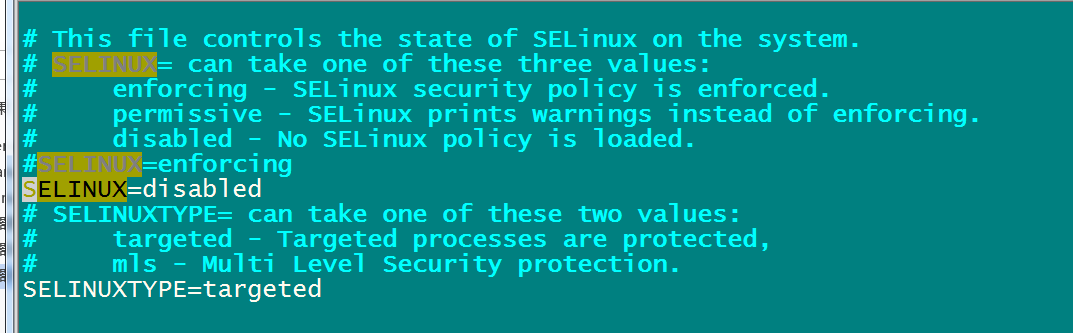 # This file controls the state of SELinux on the system.
# SELINUX= can take one of these three values:
#     enforcing - SELinux security policy is enforced.
#     permissive - SELinux prints warnings instead of enforcing.
#     disabled - No SELinux policy is loaded.
#SELINUX=enforcing
SELINUX=disabled
# SELINUXTYPE= can take one of these two values:
#     targeted - Targeted processes are protected,
#     mls - Multi Level Security protection.
SELINUXTYPE=targeted